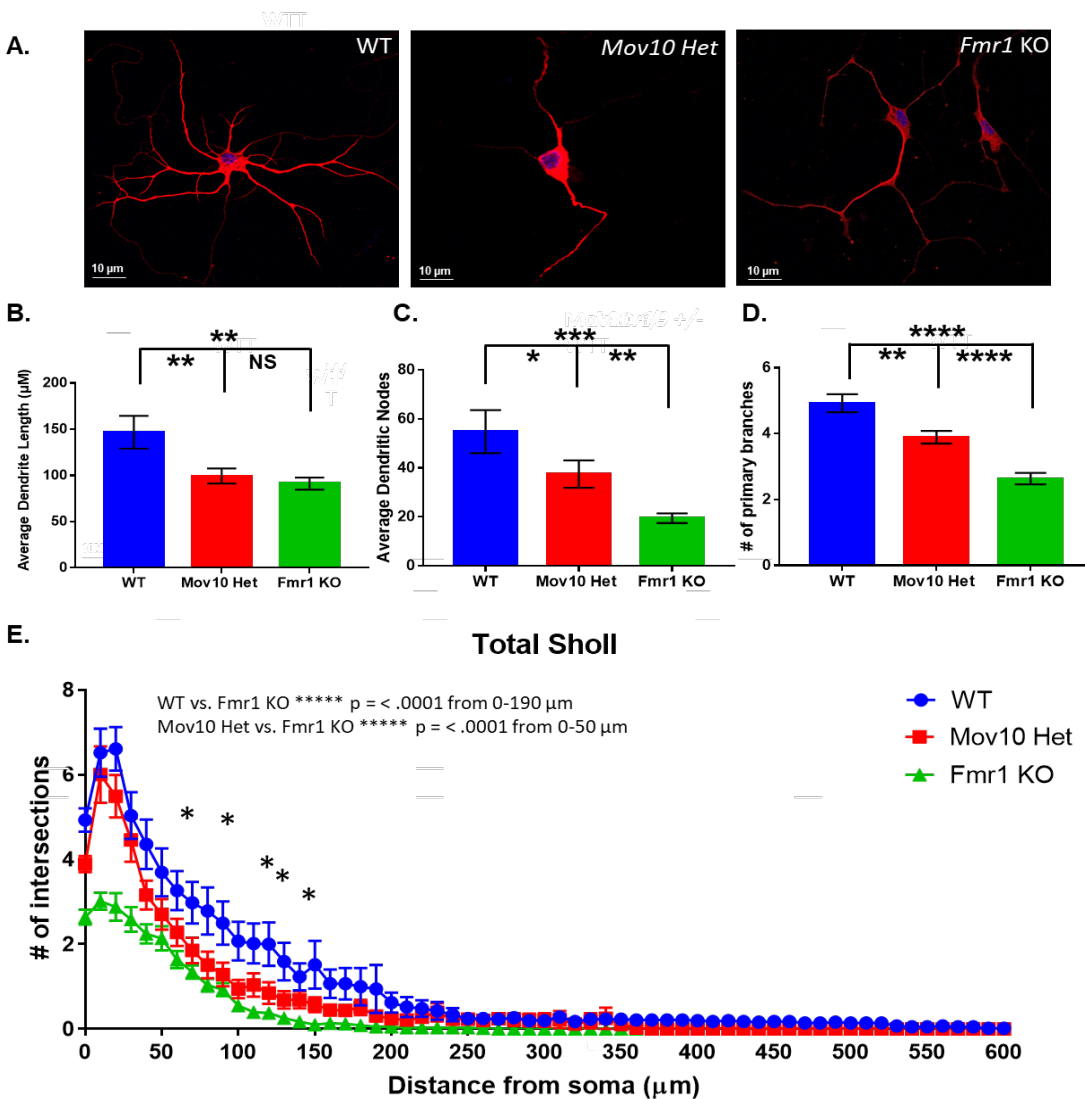 WTT
A.
WT
Mov10 Het
Fmr1 KO
10 µm
10 µm
10 µm
B.
**
**
NS
Average Dendrite Length (µM)
200
150
100
50
0
WT
Mov10 Het
Fmr1 KO
C.
***
*
**
Average Dendritic Nodes
80
60
40
20
0
WT
Mov10 Het
Fmr1 KO
D.
****
**
****
# of primary branches
6
4
2
0
WT
Mov10 Het
Fmr1 KO
E.
Total Sholl
WT vs. Fmr1 KO ***** p = < .0001 from 0-190 µm
Mov10 Het vs. Fmr1 KO ***** p = < .0001 from 0-50 µm
WT
Mov10 Het
Fmr1 KO
# of intersections
8
6
4
2
0
*
*
*
*
*
0
50
100
150
200
250
300
350
400
450
500
550
600
Distance from soma (μm)